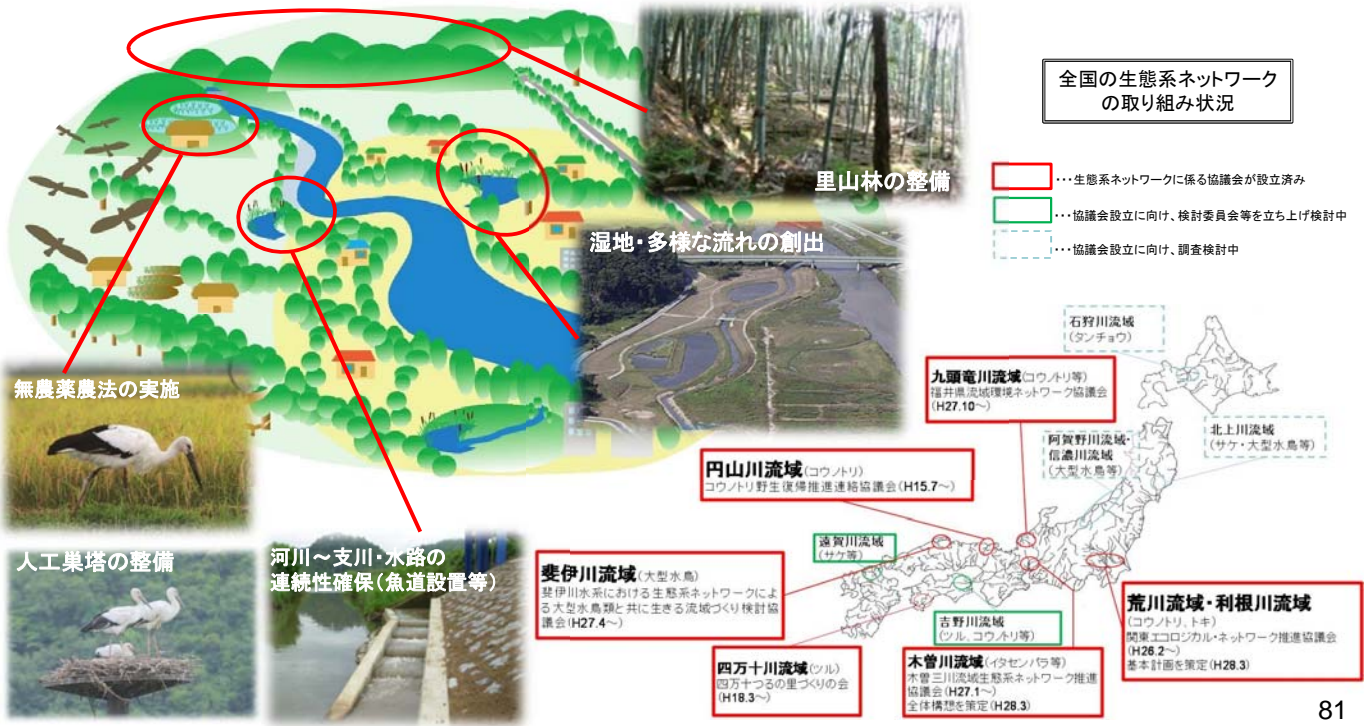 里山林の整備
湿地・多様な流れの創出
無農薬農法の実施
人工巣塔の整備
河川～支川・水路の
連続性確保(魚道設置等)
全国の生態系ネットワーク
の取り組み状況
･･･生態系ネットワークに係る協議会が設立済み
･･･協議会設立に向け、検討委員会等を立ち上げ検討中
･･･協議会設立に向け、調査検討中
石狩川流域
(タンチョウ)
九頭竜川流域(コウノトリ等)
福井県流域環境ネットワーク協議会
(H27.10～)
北上川流域
(サケ・大型水鳥等)
阿賀野川流域・
信濃川流域
(大型水鳥等)
円山川流域(コウノトリ)
コウノトリ野生復帰推進連絡協議会(H15.7～)
遠賀川流域
(サケ等)
斐伊川流域(大型水鳥)
斐伊川水系における生態系ネットワークによ
る大型水鳥類と共に生きる流域づくり検討協
議会(H27.4～)
吉野川流域
(ツル、コウノトリ等)
四万十川流域(ツル)
四万十つるの里づくりの会
(H18.3～)
木曽川流域(イタセンパラ等)
木曽三川流域生態系ネットワーク推進
協議会(H27.1～)
全体構想を策定(H28.3)
荒川流域・利根川流域
(コウノトリ、トキ)
関東エコロジカル・ネットワーク推進協議会
(H26.2～)
基本計画を策定(H28.3)
81